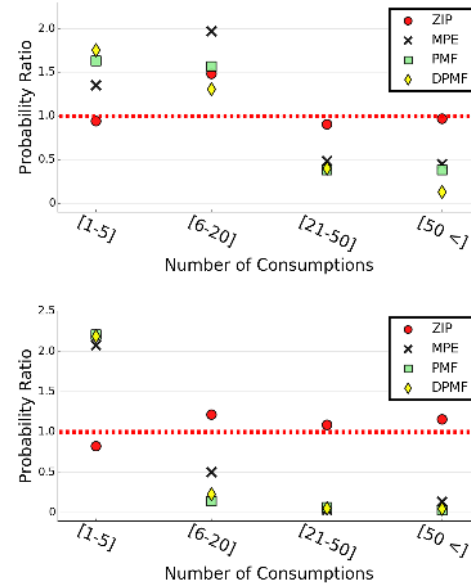 2.0
1.5
1.0
0.5
0
Probability Ratio
ZIP
MPE
PMF
DPMF
[1-5]
[6-20]
[21-50]
[50 <]
Number of Consumptions
2.5
2.0
1.5
1.0
0.5
0.0
Probability Ratio
ZIP
MPE
PMF
DPMF
[1-5]
[6-20]
[21-50]
[50 <]
Number of Consumptions